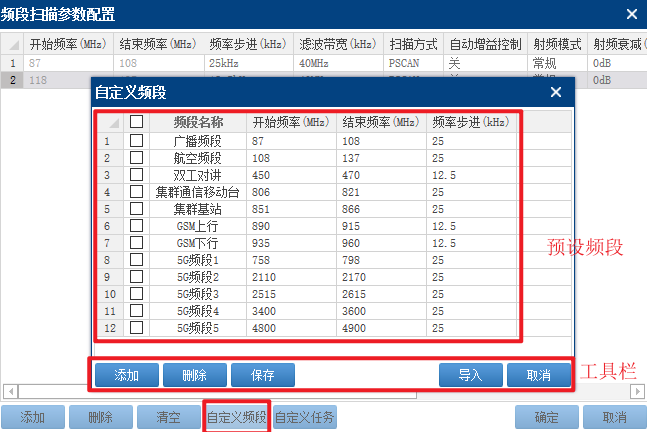 频段扫描参数配置
开始频率(MHz) 结束频率(MHz) 频率步进(kHz) 滤波带宽(kHz) 扫描方式 自动增益控制 射频模式 射频衰减(
1 87 108 25kHz 40MHz PSCAN 关 常规 0dB
2 118 0dB
自定义频段
频段名称 开始频率(MHz) 结束频率(MHz) 频率步进(kHz)
1 广播频段 87 108 25
2 航空频段 108 137 25
3 双工对讲 450 470 12.5
4 集群通信移动台 806 821 25
5 集群基站 851 866 25
6 GSM上行 890 915 12.5
7 GSM下行 935 960 12.5
8 5G频段1 758 798 25
9 5G频段2 2110 2170 25
10 5G频段3 2515 2615 25
11 5G频段4 3400 3600 25
12 5G频段5 4800 4900 25
预设频段
添加 删除 保存 导入 取消
工具栏
添加 删除 清空 自定义频段 自定义任务 确定 取消